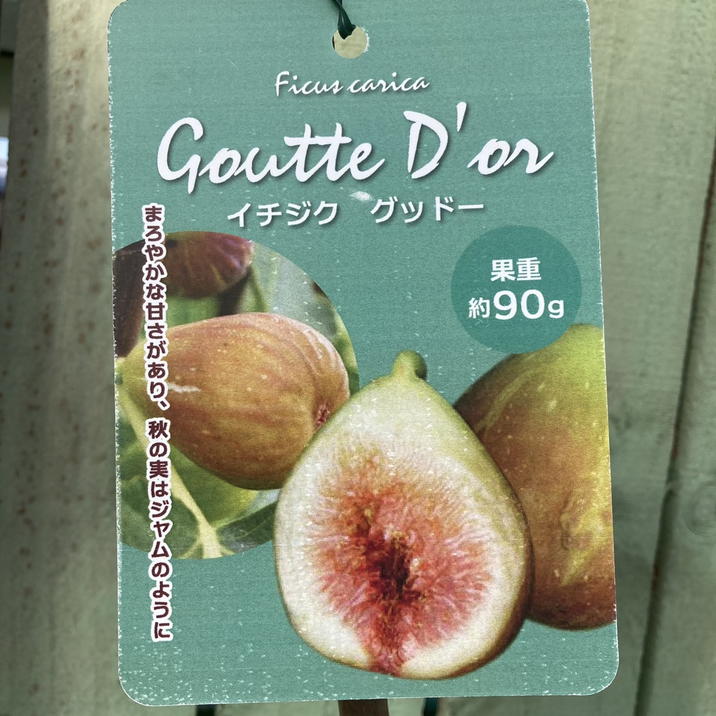 Ficus carica
Goutte D'or
イチジク グッドー
果重
約90g
まろやかな甘さがあり、秋の実はジャムのように